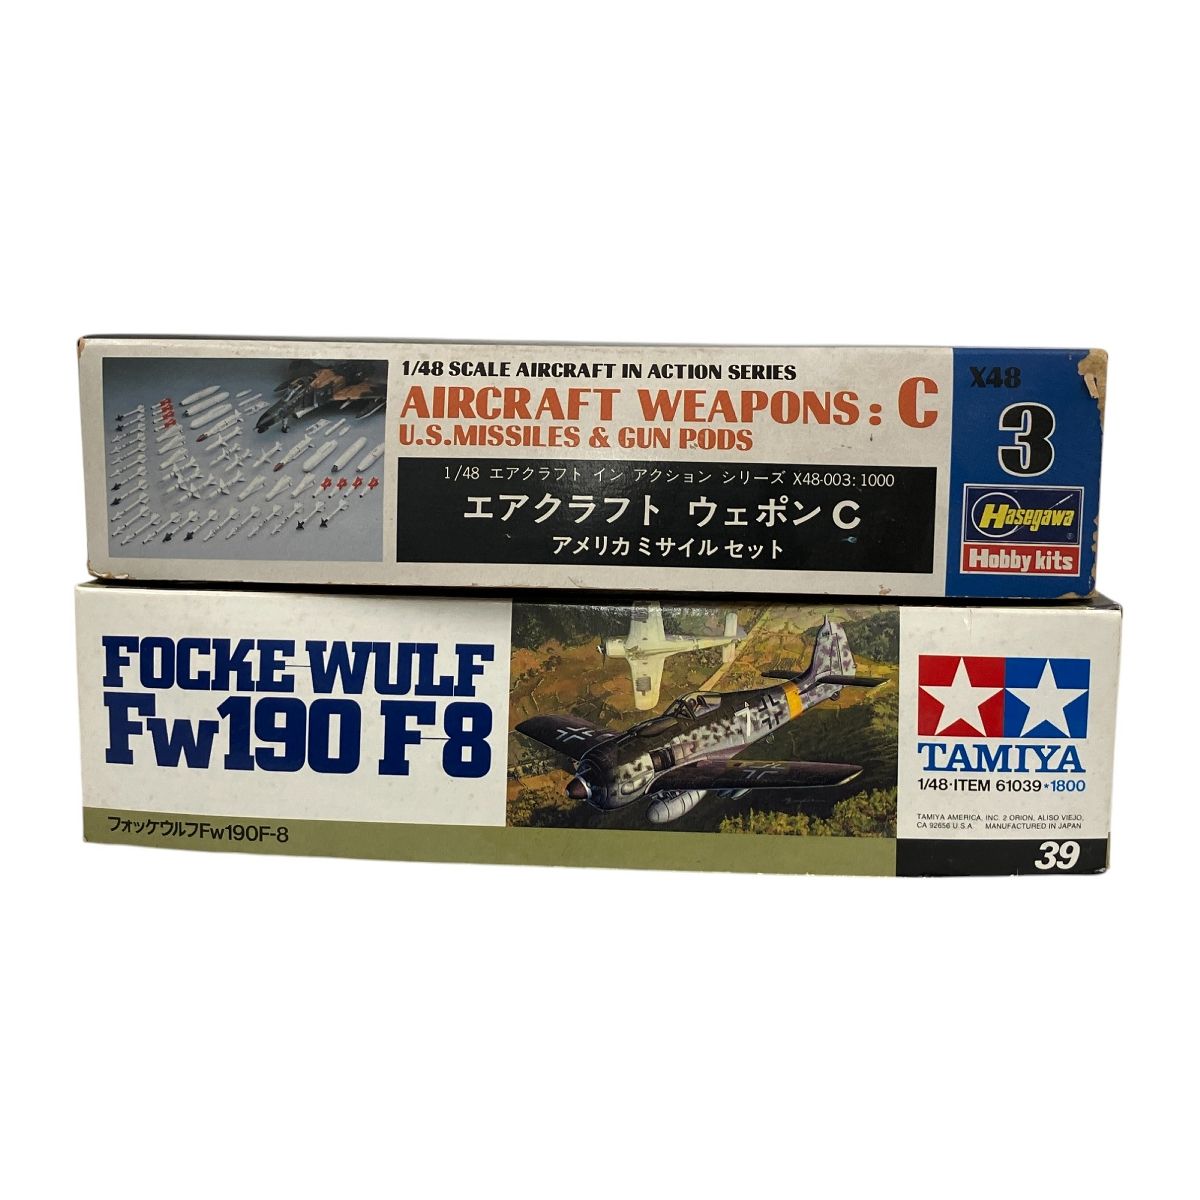 1/48 SCALE AIRCRAFT IN ACTION SERIES
AIRCRAFT WEAPONS: C
U.S.MISSILES & GUN PODS
1/48 エアクラフト イン アクション シリーズ X48-003:1000
エアクラフト ウェポン C
アメリカ ミサイル セット
X48
3
Hasegawa
Hobby kits
FOCKE-WULF
Fw190 F-8
フォッケウルフFw190F-8
7
TAMIYA
1/48·ITEM 61039★1800
TAMIYA AMERICA, INC. 2 ORION, ALISO VIEJO,
CA 92656 U.S.A. MANUFACTURED IN JAPAN
39